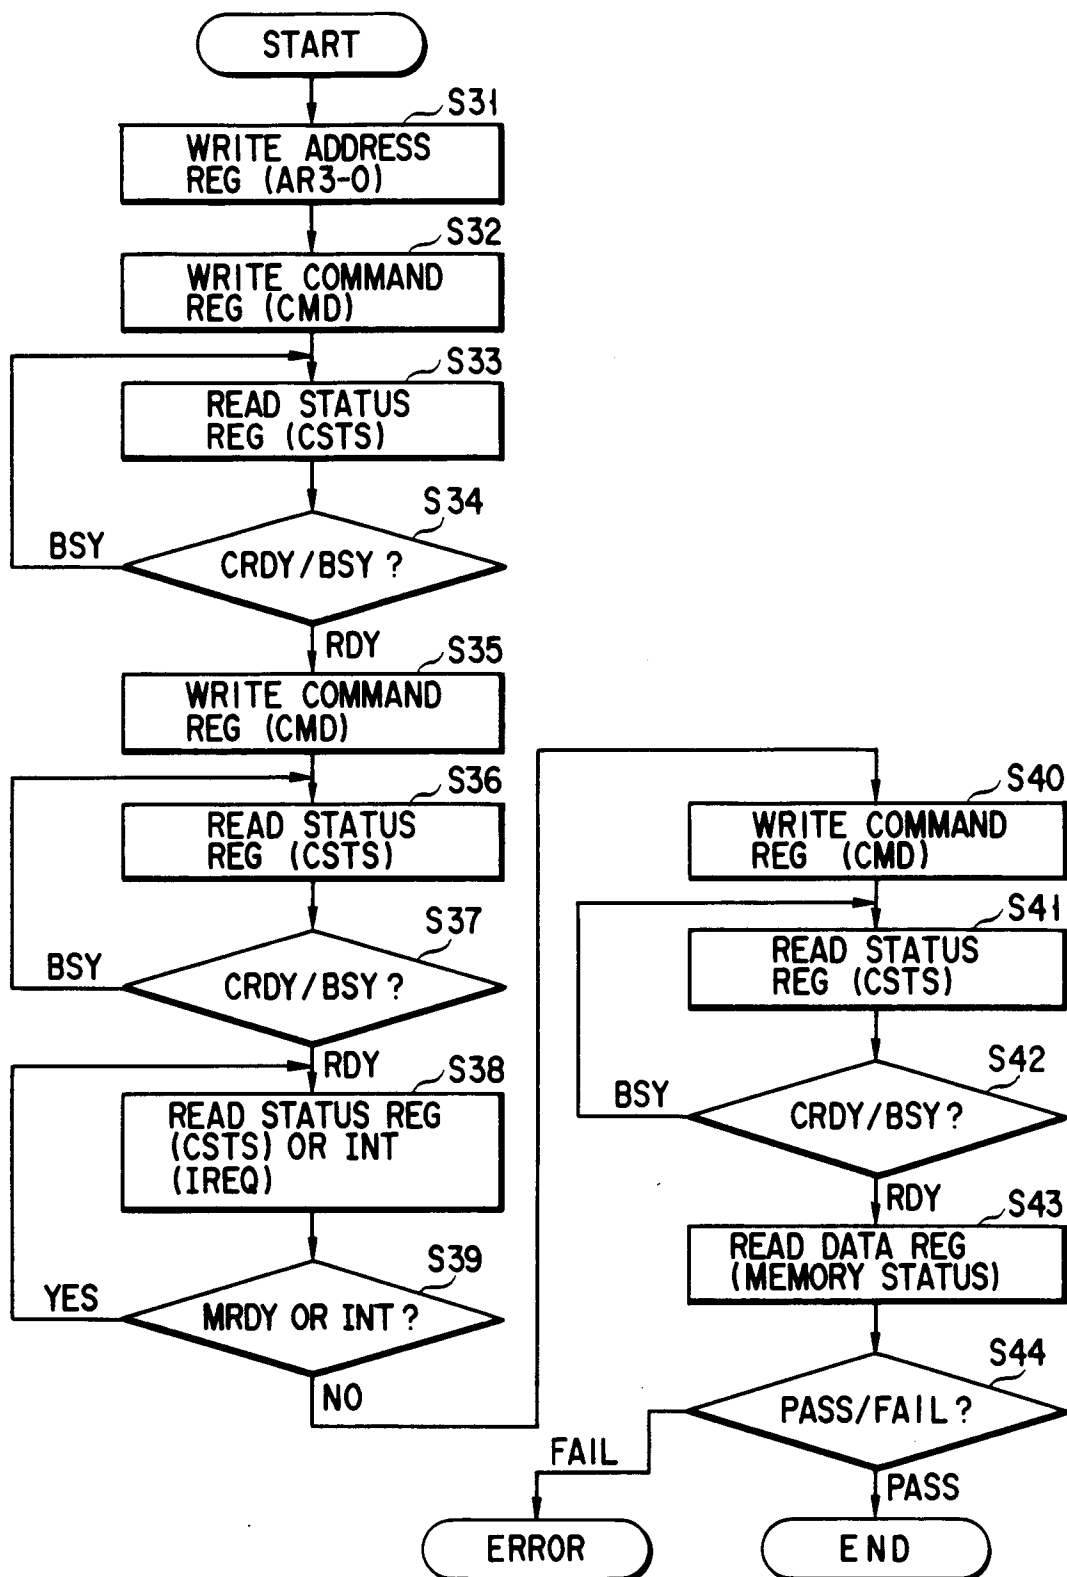 START
S31
WRITE ADDRESS
REG (AR3-0)
S32
WRITE COMMAND
REG (CMD)
S33
READ STATUS
REG (CSTS)
S34
BSY
CRDY/BSY ?
RDY
S35
WRITE COMMAND
REG (CMD)
S36
READ STATUS
REG (CSTS)
S37
BSY
CRDY/BSY ?
RDY
S38
READ STATUS REG
(CSTS) OR INT
(IREQ)
S39
YES
MRDY OR INT ?
NO
S40
WRITE COMMAND
REG (CMD)
S41
READ STATUS
REG (CSTS)
S42
BSY
CRDY/BSY ?
RDY
S43
READ DATA REG
(MEMORY STATUS)
S44
PASS/FAIL ?
FAIL
PASS
ERROR
END